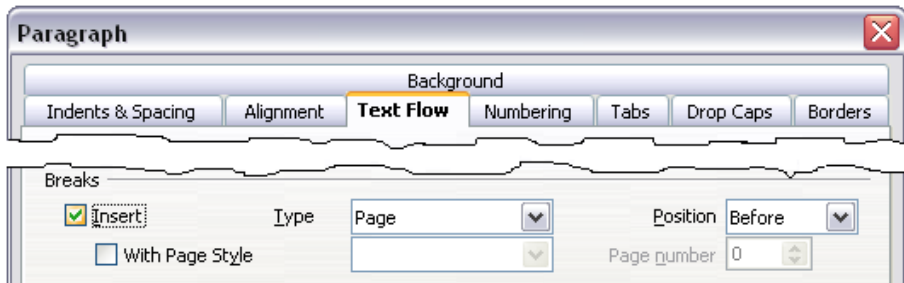 Paragraph
Background
Indents & Spacing Alignment Text Flow Numbering Tabs Drop Caps Borders
Breaks
Insert Type Page Position Before
With Page Style Page number 0